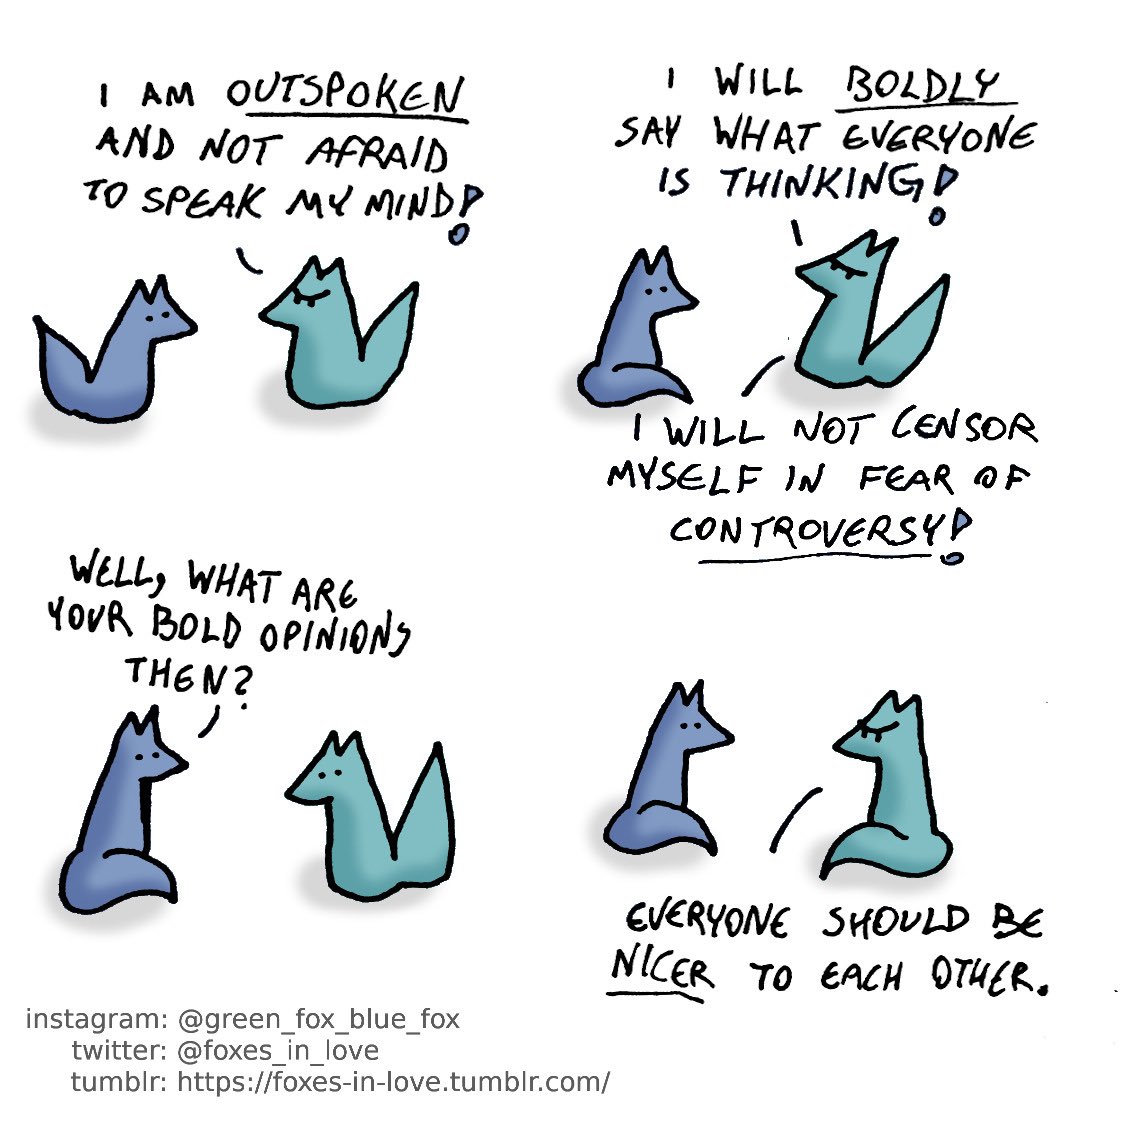 I AM OUTSPOKEN
AND NOT AFRAID
TO SPEAK MY MIND!
I WILL BOLDLY
SAY WHAT EVERYONE
IS THINKING!
I WILL NOT CENSOR
MYSELF IN FEAR OF
CONTROVERSY!
WELL, WHAT ARE
YOUR BOLD OPINIONS
THEN?
EVERYONE SHOULD BE
NICER TO EACH OTHER.
instagram: @green_fox_blue_fox
twitter: @foxes_in_love
tumblr: https://foxes-in-love.tumblr.com/